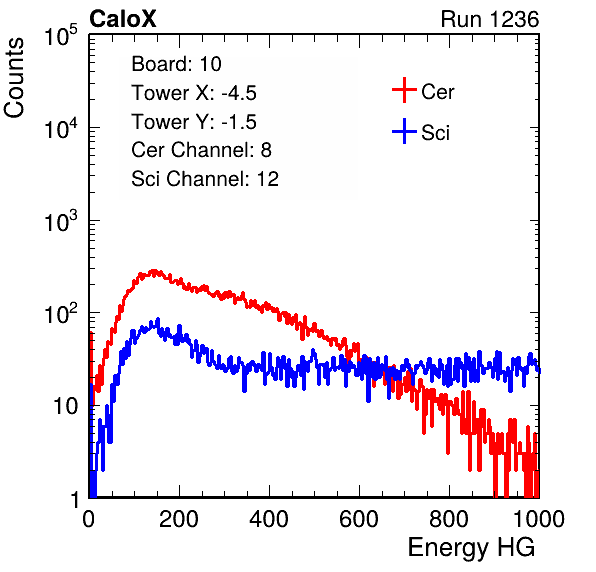 CaloX Run 1236
Counts
10^5
10^4
10^3
10^2
10
1
Board: 10
Tower X: -4.5
Tower Y: -1.5
Cer Channel: 8
Sci Channel: 12
Cer
Sci
0 200 400 600 800 1000
Energy HG